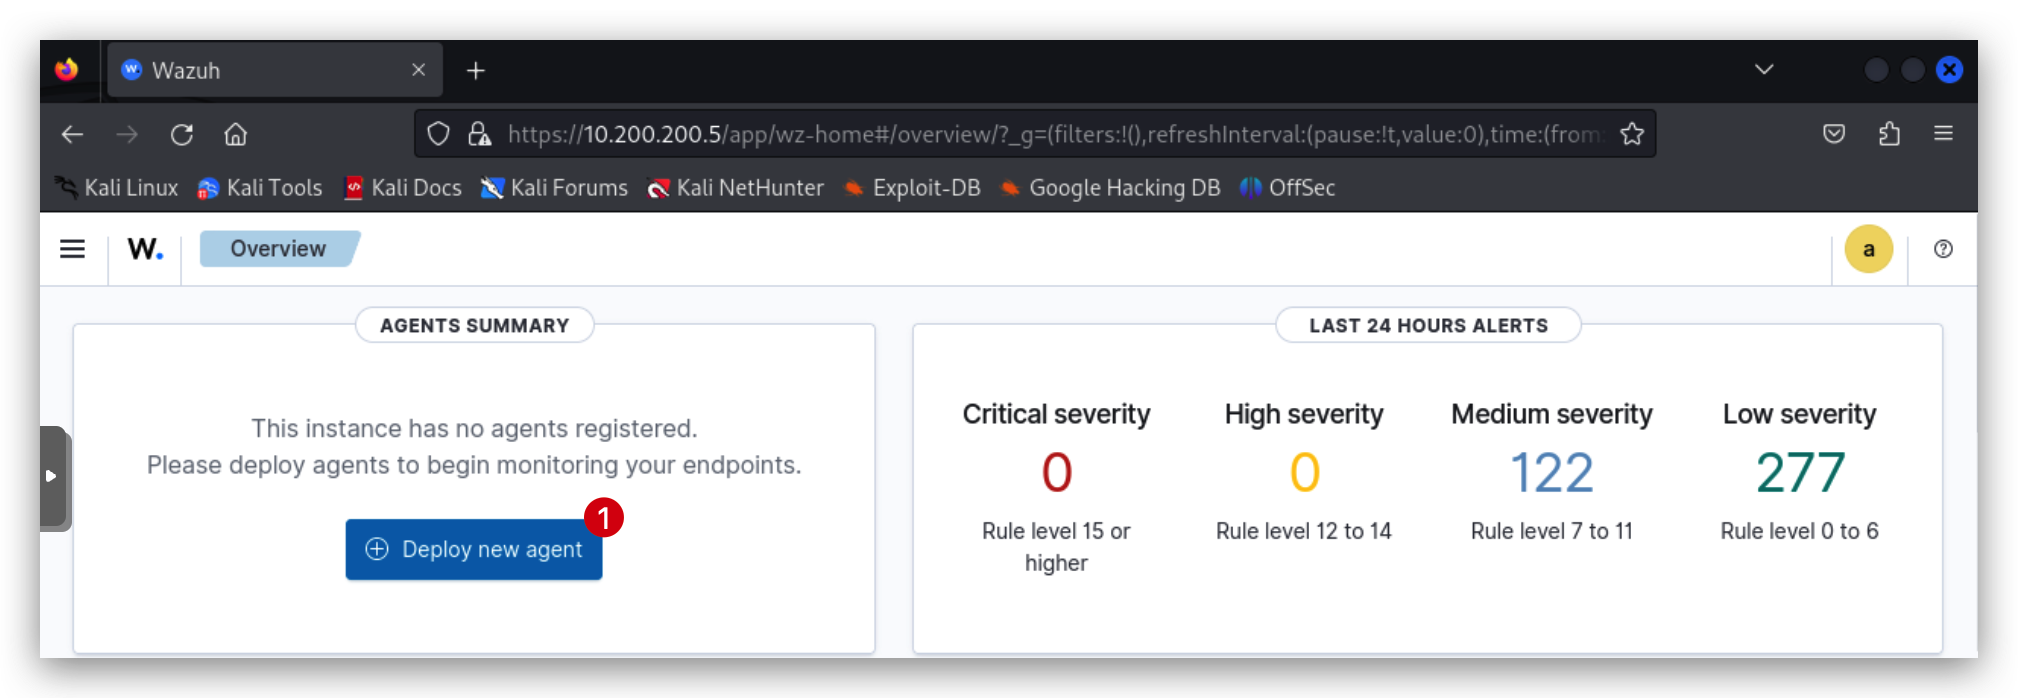 Wazuh
https://10.200.200.5/app/wz-home#/overview/?_g=(filters:!(),refreshInterval:(pause:!t,value:0),time:(from:
Kali Linux Kali Tools Kali Docs Kali Forums Kali NetHunter Exploit-DB Google Hacking DB OffSec
W. Overview a
AGENTS SUMMARY
This instance has no agents registered.
Please deploy agents to begin monitoring your endpoints.
1
Deploy new agent
LAST 24 HOURS ALERTS
Critical severity
0
Rule level 15 or
higher
High severity
0
Rule level 12 to 14
Medium severity
122
Rule level 7 to 11
Low severity
277
Rule level 0 to 6